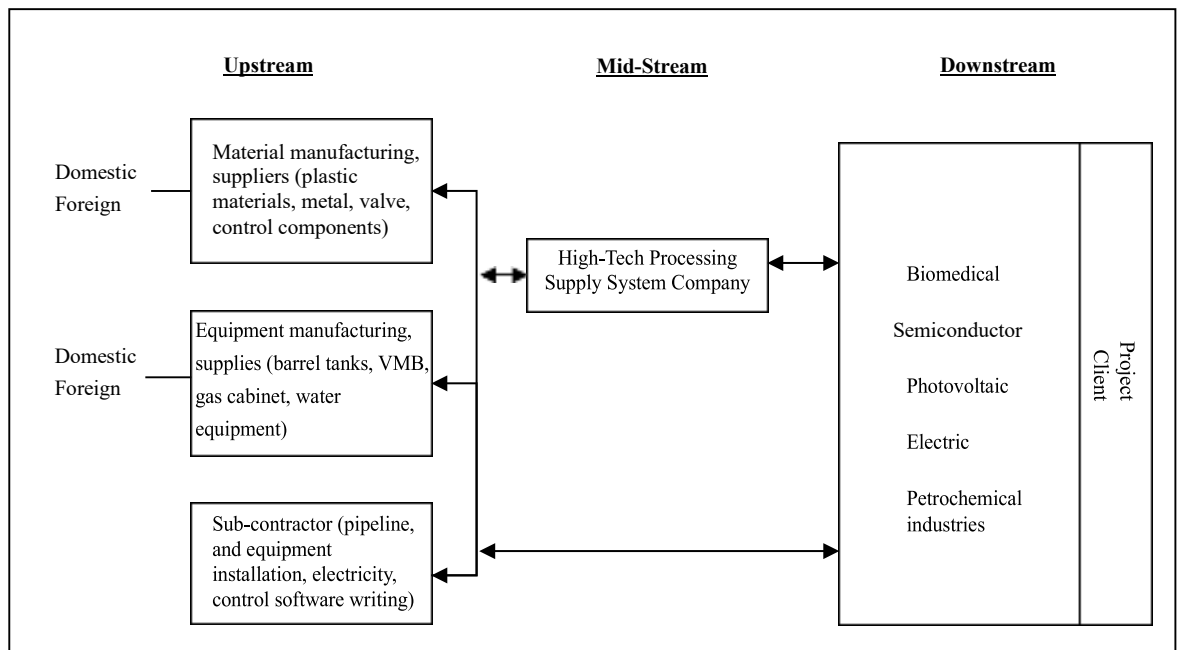 Upstream
Mid-Stream
Downstream
Domestic
Foreign
Material manufacturing,
suppliers (plastic
materials, metal, valve,
control components)
High-Tech Processing
Supply System Company
Domestic
Foreign
Equipment manufacturing,
supplies (barrel tanks, VMB,
gas cabinet, water
equipment)
Sub-contractor (pipeline,
and equipment
installation, electricity,
control software writing)
Biomedical
Semiconductor
Photovoltaic
Electric
Petrochemical
industries
Project
Client